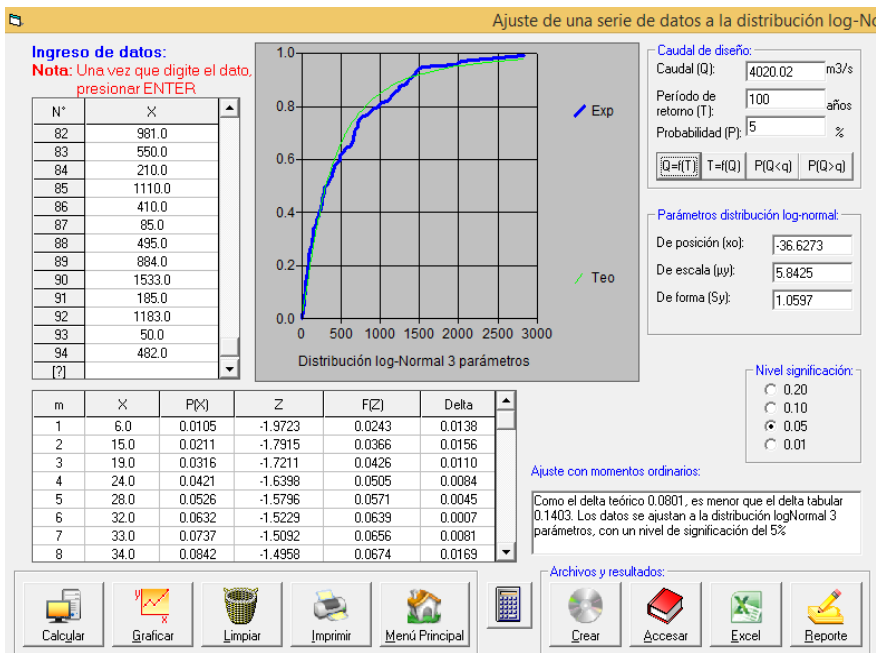 Ajuste de una serie de datos a la distribución log-No
Ingreso de datos:
Nota: Una vez que digite el dato,
presionar ENTER
N° X
82 981.0
83 550.0
84 210.0
85 1110.0
86 410.0
87 85.0
88 495.0
89 884.0
90 1533.0
91 185.0
92 1183.0
93 50.0
94 482.0
[?]
1.0
0.8
0.6
0.4
0.2
0.0
0 500 1000 1500 2000 2500 3000
Distribución log-Normal 3 parámetros
Exp
Teo
Caudal de diseño:
Caudal (Q): 4020.02 m3/s
Período de
retorno (T): 100 años
Probabilidad (P): 5 %
Q=f(T) T=f(Q) P(Q<q) P(Q>q)
Parámetros distribución log-normal:
De posición (xo): -36.6273
De escala (µy): 5.8425
De forma (Sy): 1.0597
Nivel significación:
0.20
0.10
0.05
0.01
m X P(X) Z F(Z) Delta
1 6.0 0.0105 -1.9723 0.0243 0.0138
2 15.0 0.0211 -1.7915 0.0366 0.0156
3 19.0 0.0316 -1.7211 0.0426 0.0110
4 24.0 0.0421 -1.6398 0.0505 0.0084
5 28.0 0.0526 -1.5796 0.0571 0.0045
6 32.0 0.0632 -1.5229 0.0639 0.0007
7 33.0 0.0737 -1.5092 0.0656 0.0081
8 34.0 0.0842 -1.4958 0.0674 0.0169
Ajuste con momentos ordinarios:
Como el delta teórico 0.0801, es menor que el delta tabular
0.1403. Los datos se ajustan a la distribución logNormal 3
parámetros, con un nivel de significación del 5%
Calcular Graficar Limpiar Imprimir Menú Principal
Archivos y resultados:
Crear Accesar Excel Reporte